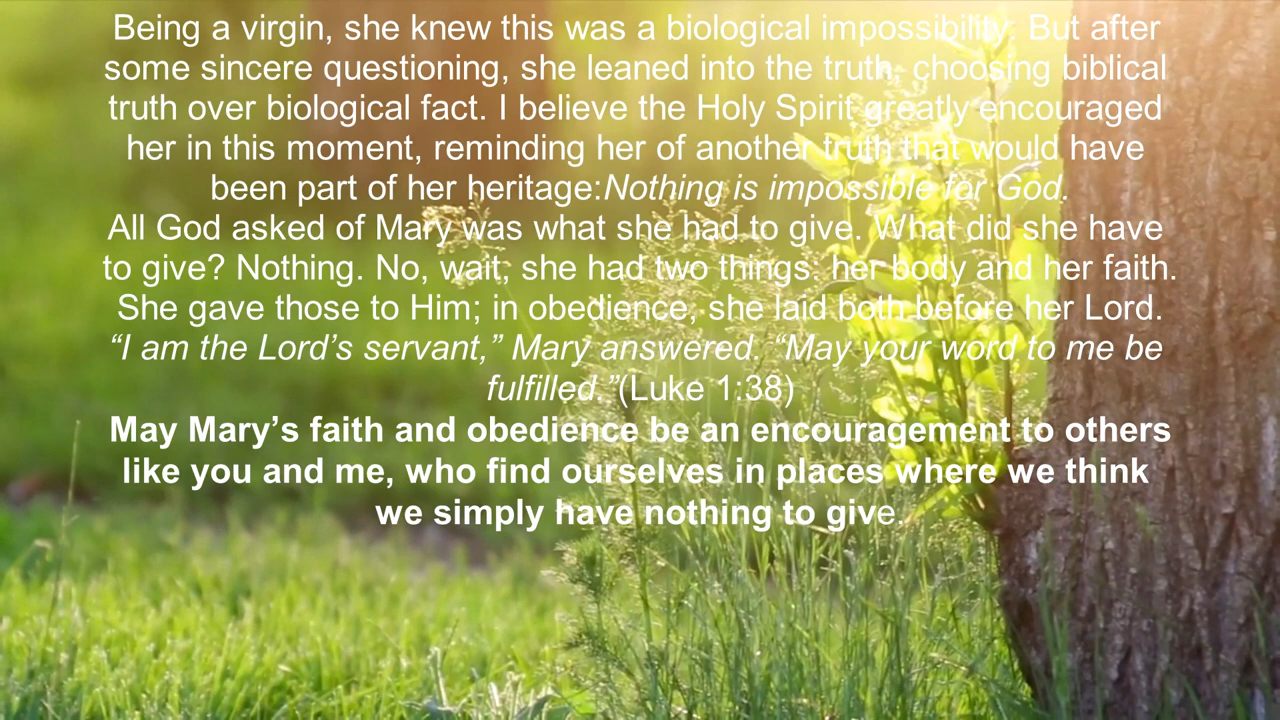 Being a virgin, she knew this was a biological impossibility. But after
some sincere questioning, she leaned into the truth, choosing biblical
truth over biological fact. I believe the Holy Spirit greatly encouraged
her in this moment, reminding her of another truth that would have
been part of her heritage:Nothing is impossible for God.
All God asked of Mary was what she had to give. What did she have
to give? Nothing. No, wait, she had two things: her body and her faith.
She gave those to Him; in obedience, she laid both before her Lord.
“I am the Lord’s servant,” Mary answered. “May your word to me be
fulfilled.”(Luke 1:38)
May Mary’s faith and obedience be an encouragement to others
like you and me, who find ourselves in places where we think
we simply have nothing to give.